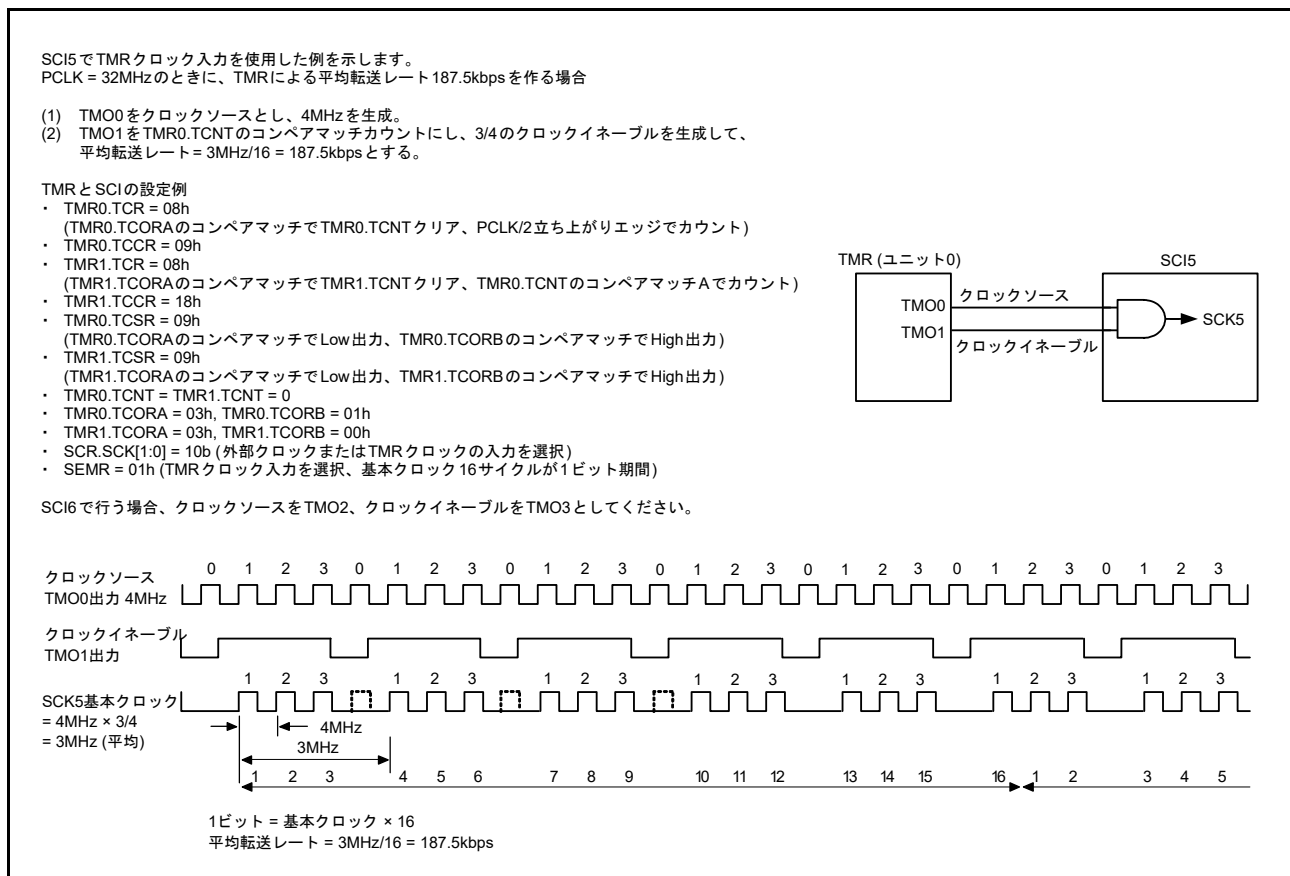 SCI5でTMRクロック入力を使用した例を示します。
PCLK = 32MHzのときに、TMRによる平均転送レート187.5kbpsを作る場合
(1) TMO0をクロックソースとし、4MHzを生成。
(2) TMO1をTMR0.TCNTのコンペアマッチカウントにし、3/4のクロックイネーブルを生成して、
平均転送レート= 3MHz/16 = 187.5kbpsとする。
TMRとSCIの設定例
・ TMR0.TCR = 08h
(TMR0.TCORAのコンペアマッチでTMR0.TCNTクリア、PCLK/2立ち上がりエッジでカウント)
・ TMR0.TCCR = 09h
・ TMR1.TCR = 08h
(TMR1.TCORAのコンペアマッチでTMR1.TCNTクリア、TMR0.TCNTのコンペアマッチAでカウント)
・ TMR1.TCCR = 18h
・ TMR0.TCSR = 09h
(TMR0.TCORAのコンペアマッチでLow出力、TMR0.TCORBのコンペアマッチでHigh出力)
・ TMR1.TCSR = 09h
(TMR1.TCORAのコンペアマッチでLow出力、TMR1.TCORBのコンペアマッチでHigh出力)
・ TMR0.TCNT = TMR1.TCNT = 0
・ TMR0.TCORA = 03h, TMR0.TCORB = 01h
・ TMR1.TCORA = 03h, TMR1.TCORB = 00h
・ SCR.SCK[1:0] = 10b (外部クロックまたはTMRクロックの入力を選択)
・ SEMR = 01h (TMRクロック入力を選択、基本クロック16サイクルが1ビット期間)
SCI6で行う場合、クロックソースをTMO2、クロックイネーブルをTMO3としてください。
TMR (ユニット0)
SCI5
TMO0
クロックソース
TMO1
クロックイネーブル
SCK5
0 1 2 3 0 1 2 3 0 1 2 3 0 1 2 3 0 1 2 3 0 1 2 3 0 1 2 3
クロックソース
TMO0出力 4MHz
クロックイネーブル
TMO1出力
1 2 3 1 2 3 1 2 3 1 2 3 1 2 3 1 2 3 1 2 3
SCK5基本クロック
= 4MHz × 3/4
= 3MHz (平均)
4MHz
3MHz
1 2 3 4 5 6 7 8 9 10 11 12 13 14 15 16 1 2 3 4 5
1ビット = 基本クロック × 16
平均転送レート = 3MHz/16 = 187.5kbps